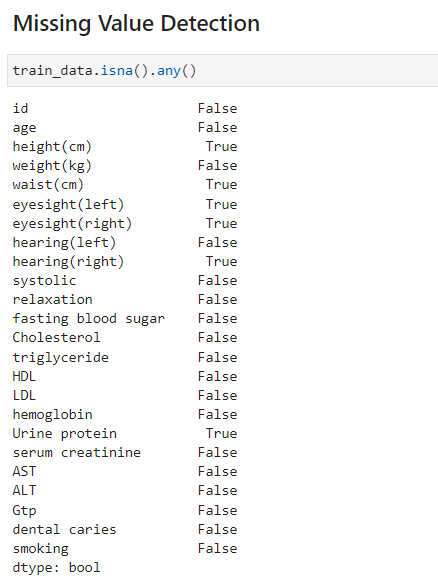 Missing Value Detection
train_data.isna().any()
id False
age False
height(cm) True
weight(kg) False
waist(cm) True
eyesight(left) True
eyesight(right) True
hearing(left) False
hearing(right) True
systolic False
relaxation False
fasting blood sugar False
Cholesterol False
triglyceride False
HDL False
LDL False
hemoglobin False
Urine protein True
serum creatinine False
AST False
ALT False
Gtp False
dental caries False
smoking False
dtype: bool